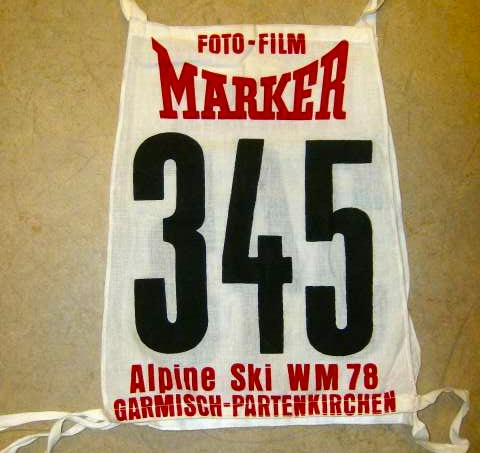 FOTO-FILM
MARKER
345
Alpine Ski WM 78
GARMISCH-PARTENKIRCHEN